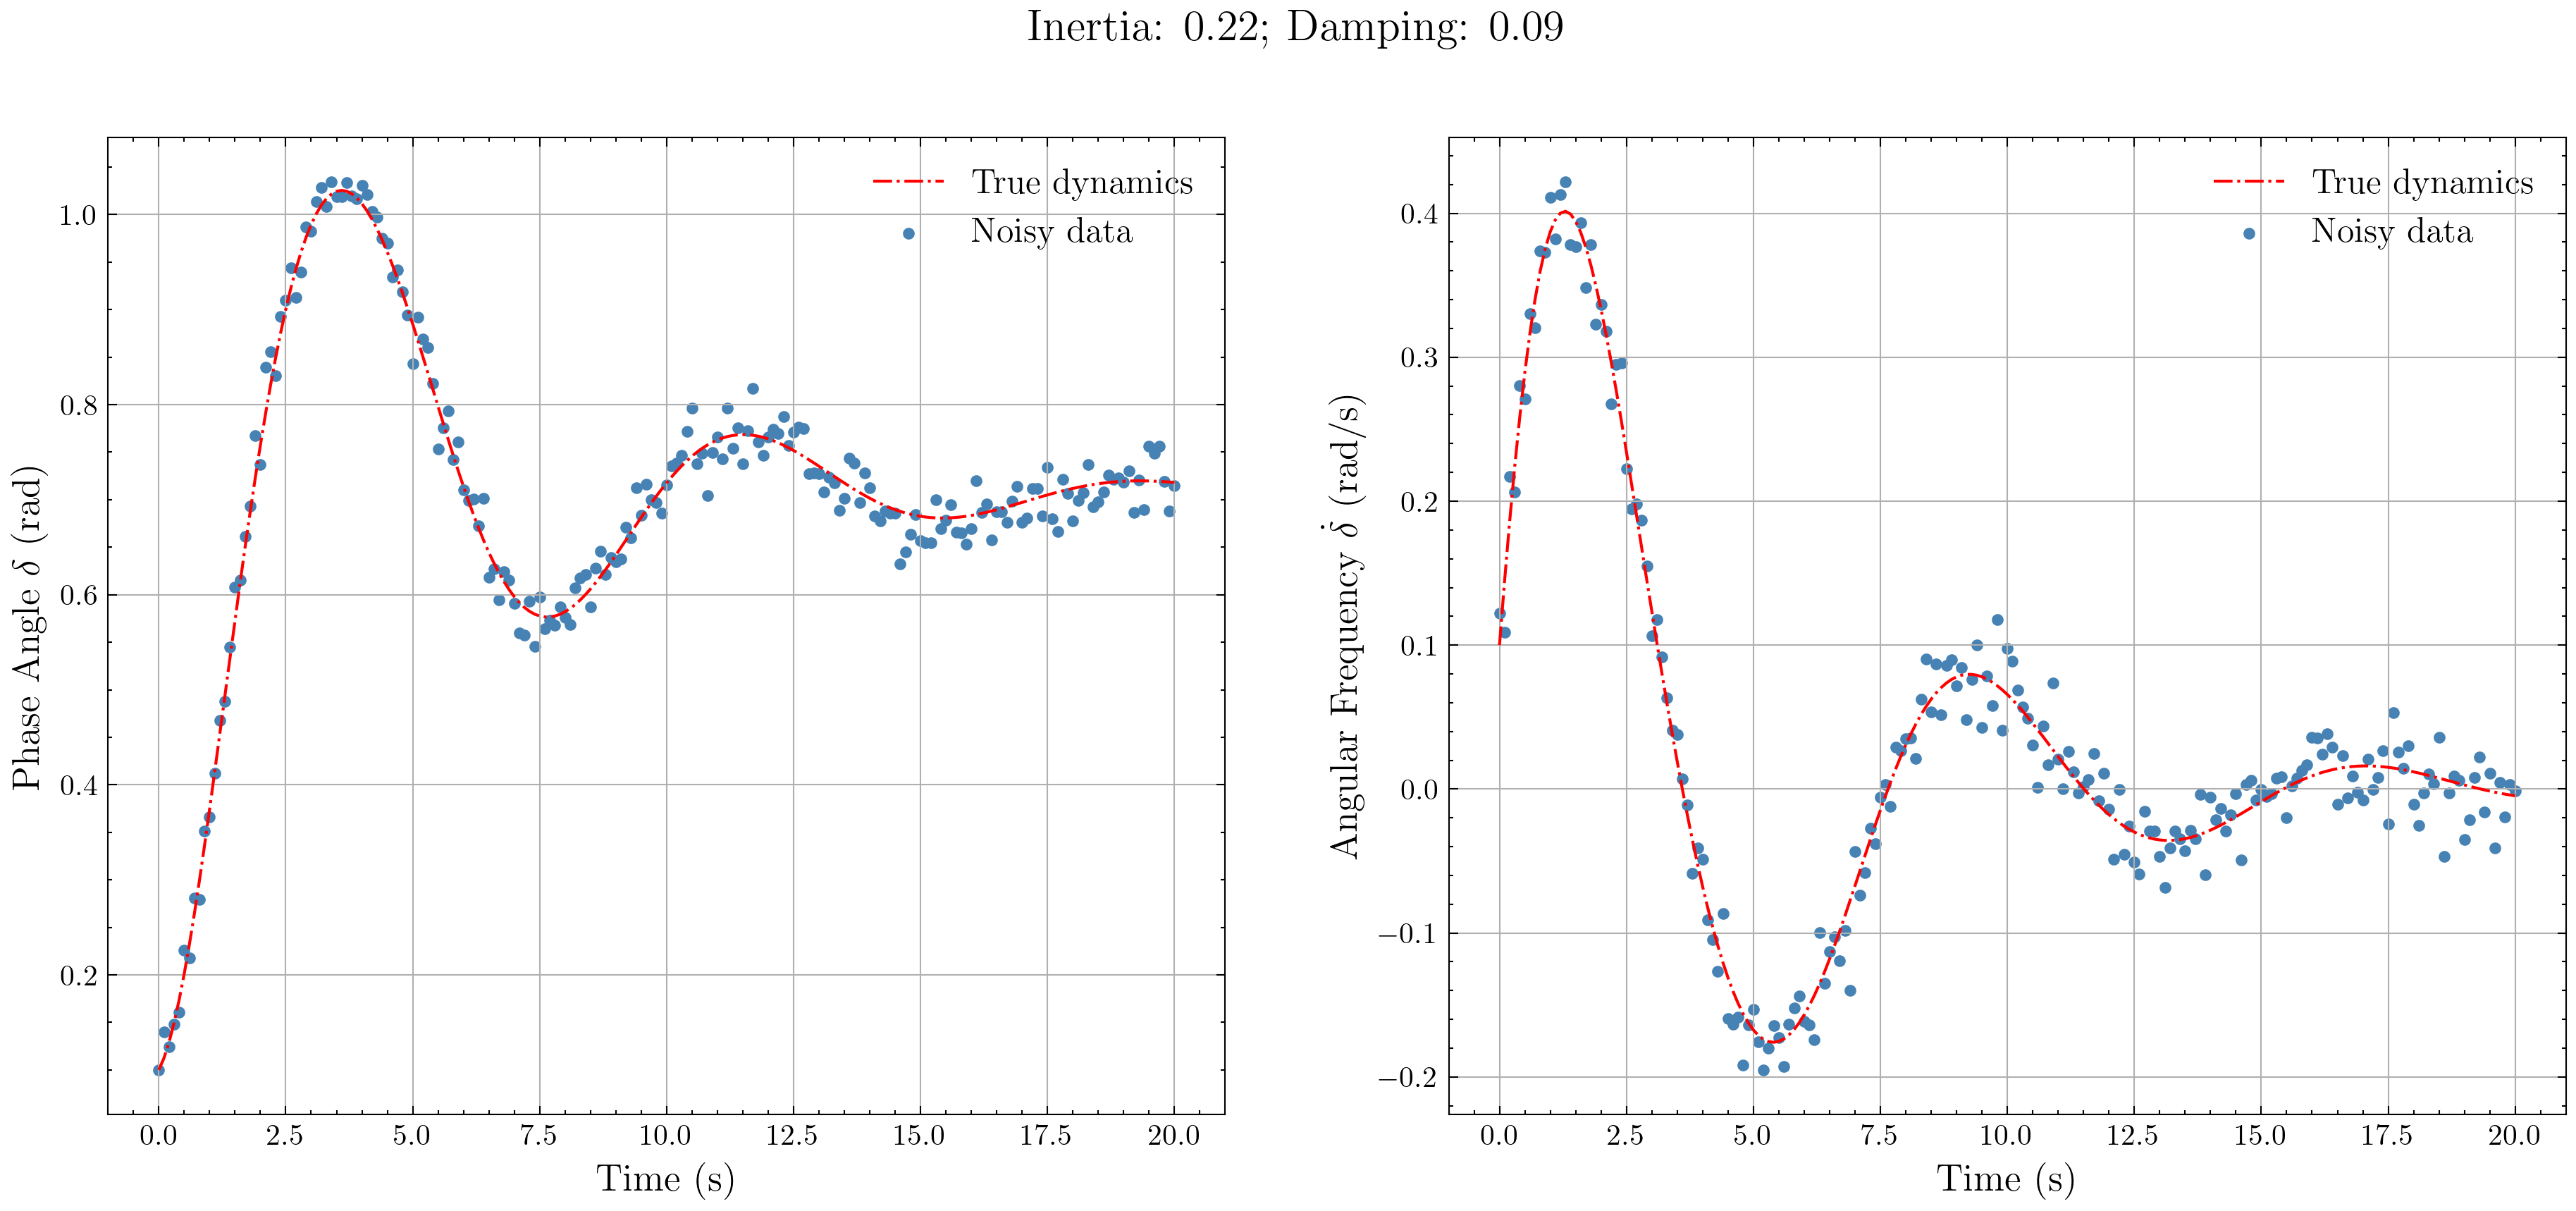 Inertia: 0.22; Damping: 0.09
Phase Angle δ (rad)
1.0
0.8
0.6
0.4
0.2
True dynamics
Noisy data
0.0 2.5 5.0 7.5 10.0 12.5 15.0 17.5 20.0
Time (s)
Angular Frequency δ̇ (rad/s)
0.4
0.3
0.2
0.1
0.0
−0.1
−0.2
True dynamics
Noisy data
0.0 2.5 5.0 7.5 10.0 12.5 15.0 17.5 20.0
Time (s)